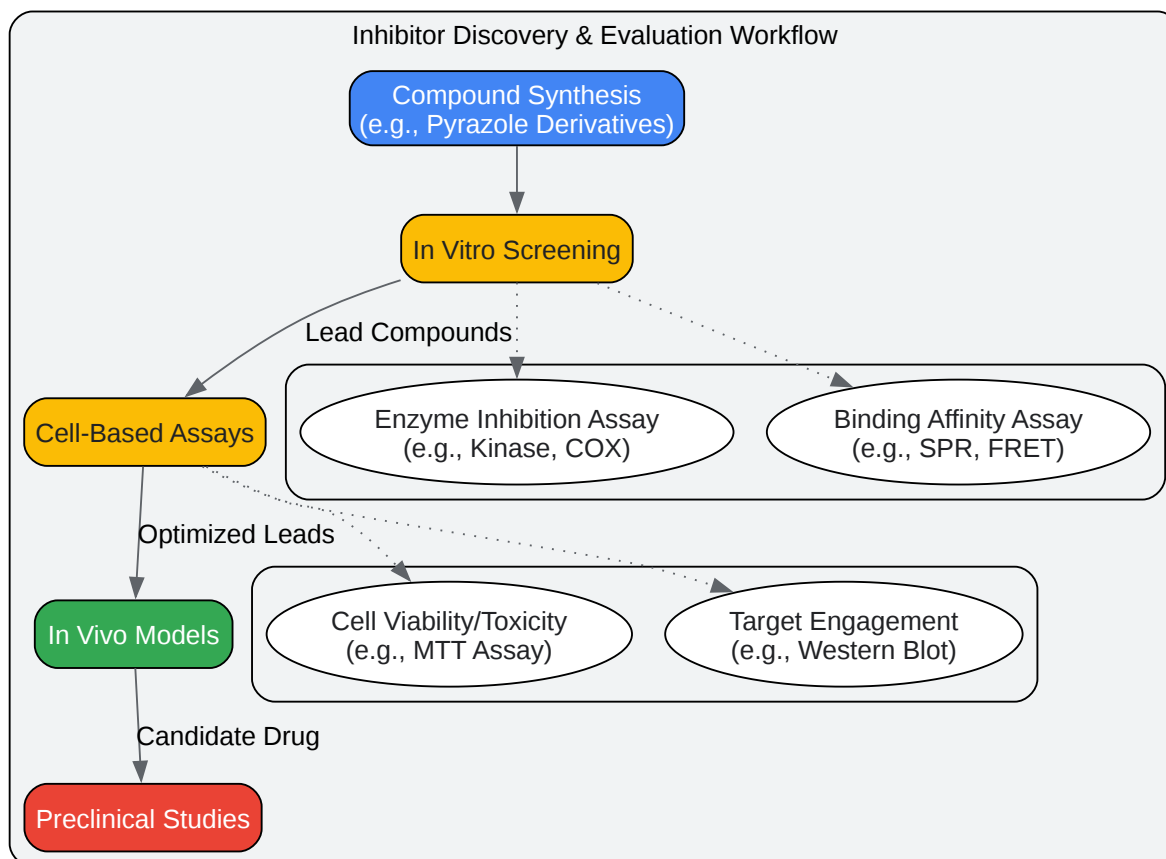 Inhibitor Discovery & Evaluation Workflow
Compound Synthesis
(e.g., Pyrazole Derivatives)
In Vitro Screening
Lead Compounds
Enzyme Inhibition Assay
(e.g., Kinase, COX)
Binding Affinity Assay
(e.g., SPR, FRET)
Cell-Based Assays
Optimized Leads
Cell Viability/Toxicity
(e.g., MTT Assay)
Target Engagement
(e.g., Western Blot)
In Vivo Models
Candidate Drug
Preclinical Studies